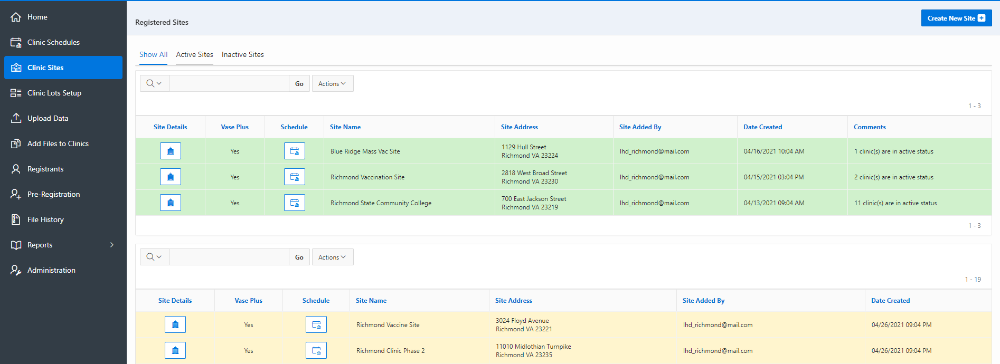 Home
Clinic Schedules
Clinic Sites
Clinic Lots Setup
Upload Data
Add Files to Clinics
Registrants
Pre-Registration
File History
Reports
Administration
Registered Sites
Create New Site
Show All Active Sites Inactive Sites
Go Actions
1 - 3
Site Details Vase Plus Schedule Site Name Site Address Site Added By Date Created Comments
Yes Blue Ridge Mass Vac Site 1129 Hull Street
Richmond VA 23224 lhd_richmond@mail.com 04/16/2021 10:04 AM 1 clinic(s) are in active status
Yes Richmond Vaccination Site 2818 West Broad Street
Richmond VA 23230 lhd_richmond@mail.com 04/15/2021 03:04 PM 2 clinic(s) are in active status
Yes Richmond State Community College 700 East Jackson Street
Richmond VA 23219 lhd_richmond@mail.com 04/13/2021 09:04 AM 11 clinic(s) are in active status
1 - 3
Go Actions
1 - 19
Site Details Vase Plus Schedule Site Name Site Address Site Added By Date Created
Yes Richmond Vaccine Site 3024 Floyd Avenue
Richmond VA 23221 lhd_richmond@mail.com 04/26/2021 09:04 PM
Yes Richmond Clinic Phase 2 11010 Midlothian Turnpike
Richmond VA 23235 lhd_richmond@mail.com 04/26/2021 09:04 PM